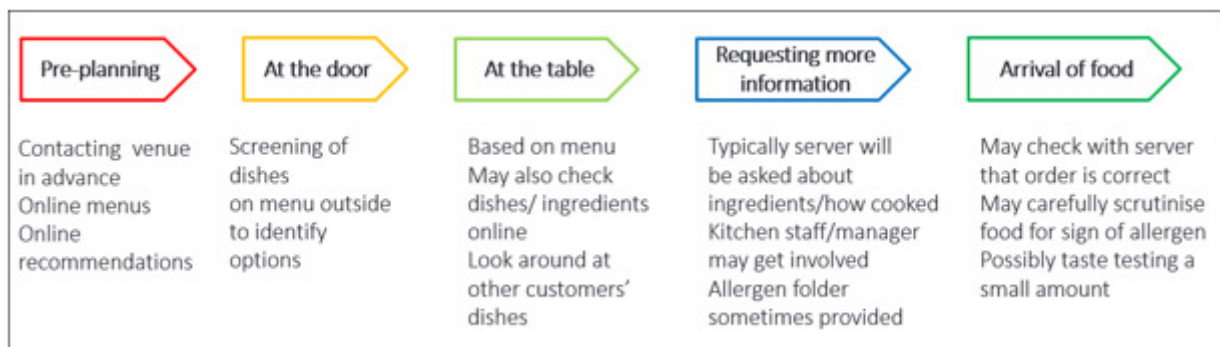 Pre-planning
Contacting venue
in advance
Online menus
Online
recommendations
At the door
Screening of
dishes
on menu outside
to identify
options
At the table
Based on menu
May also check
dishes/ ingredients
online
Look around at
other customers’
dishes
Requesting more
information
Typically server will
be asked about
ingredients/how cooked
Kitchen staff/manager
may get involved
Allergen folder
sometimes provided
Arrival of food
May check with server
that order is correct
May carefully scrutinise
food for sign of allergen
Possibly taste testing a
small amount